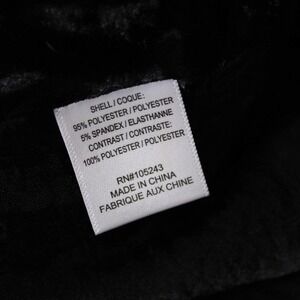 SHELL / COQUE:
95% POLYESTER / POLYESTER
5% SPANDEX / ELASTHANNE
CONTRAST / CONTRASTE:
100% POLYESTER / POLYESTER
RN#105243
MADE IN CHINA
FABRIQUE AUX CHINE